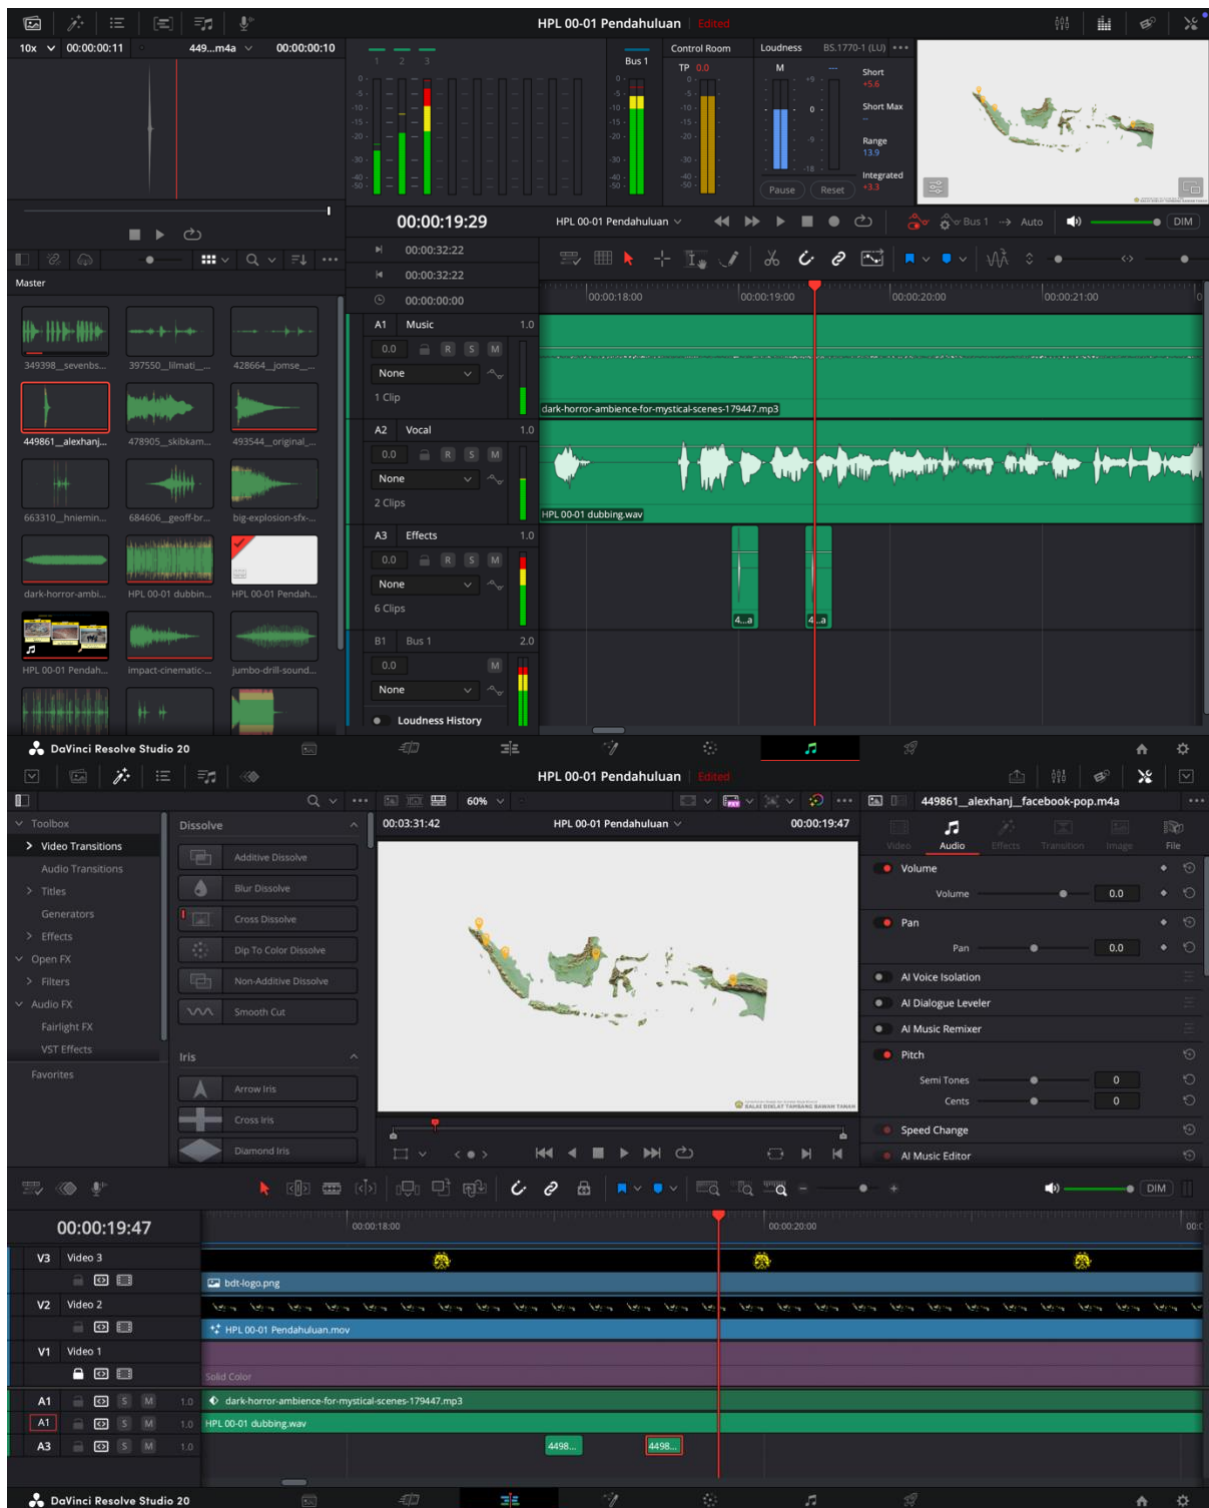 HPL 00-01 Pendahuluan Edited
10x 00:00:00:11 449...m4a 00:00:00:10
1 2 3
Bus 1
Control Room
TP 0.0
Loudness BS.1770-1 (LU)
M
Short
+5.6
Short Max
Range
13.9
Integrated
+3.3
Pause Reset
00:00:19:29 HPL 00-01 Pendahuluan Bus 1 → Auto DIM
00:00:32:22
00:00:32:22
00:00:00:00
00:00:18:00 00:00:19:00 00:00:20:00 00:00:21:00
Master
349398__sevenbs... 397550__lilmati_... 428664__jomse_...
449861__alexhanj... 478905__skibkam... 493544__original_...
663310__hniemin... 684606__geoff-br... big-explosion-sfx-...
dark-horror-ambi... HPL 00-01 dubbin... HPL 00-01 Pendah...
HPL 00-01 Pendah... impact-cinematic-... jumbo-drill-sound...
A1 Music 1.0
0.0 R S M
None
1 Clip
dark-horror-ambience-for-mystical-scenes-179447.mp3
A2 Vocal 1.0
0.0 R S M
None
2 Clips
HPL 00-01 dubbing.wav
A3 Effects 1.0
0.0 R S M
None
6 Clips
4...a 4...a
B1 Bus 1 2.0
0.0 M
None
Loudness History
DaVinci Resolve Studio 20
HPL 00-01 Pendahuluan Edited
60%
449861__alexhanj__facebook-pop.m4a
00:03:31:42 HPL 00-01 Pendahuluan 00:00:19:47
Toolbox
Video Transitions
Audio Transitions
Titles
Generators
Effects
Open FX
Filters
Audio FX
Fairlight FX
VST Effects
Favorites
Dissolve
Additive Dissolve
Blur Dissolve
Cross Dissolve
Dip To Color Dissolve
Non-Additive Dissolve
Smooth Cut
Iris
Arrow Iris
Cross Iris
Diamond Iris
BALAI DIKLAT TAMBANG BAWAH TANAH
Video Audio Effects Transition Image File
Volume
Volume 0.0
Pan
Pan 0.0
AI Voice Isolation
AI Dialogue Leveler
AI Music Remixer
Pitch
Semi Tones 0
Cents 0
Speed Change
AI Music Editor
DIM
00:00:19:47
00:00:18:00 00:00:20:00
V3 Video 3
bdt-logo.png
V2 Video 2
HPL 00-01 Pendahuluan.mov
V1 Video 1
Solid Color
A1 S M 1.0 dark-horror-ambience-for-mystical-scenes-179447.mp3
A1 S M 1.0 HPL 00-01 dubbing.wav
A3 S M 1.0 4498... 4498...
DaVinci Resolve Studio 20